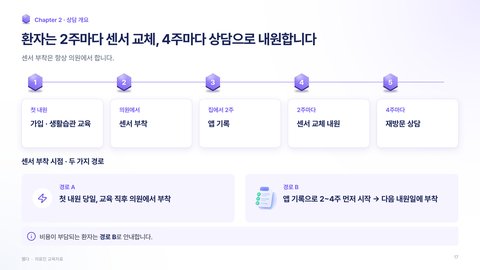 Chapter 2 · 상담 개요
환자는 2주마다 센서 교체, 4주마다 상담으로 내원합니다
센서 부착은 항상 의원에서 합니다.
1 2 3 4 5
첫 내원 의원에서 집에서 2주 2주마다 4주마다
가입 · 생활습관 교육 센서 부착 앱 기록 센서 교체 내원 재방문 상담
센서 부착 시점 · 두 가지 경로
경로 A 경로 B
첫 내원 당일, 교육 직후 의원에서 부착 앱 기록으로 2~4주 먼저 시작 → 다음 내원일에 부착
비용이 부담되는 환자는 경로 B로 안내합니다.
· 의료진 교육자료